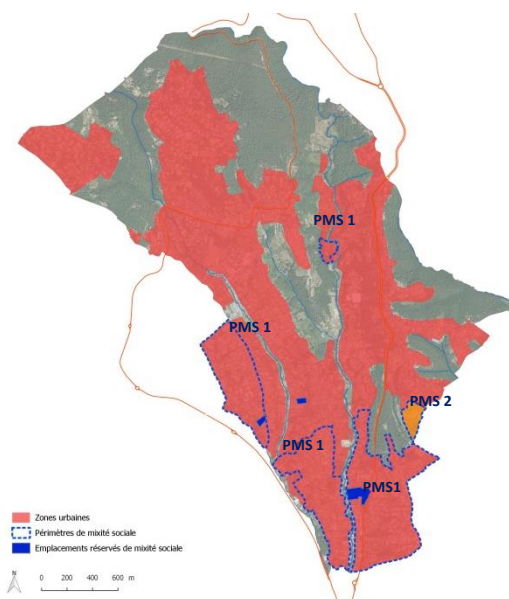 PMS 1
PMS 1
PMS 2
PMS 1
PMS1
Zones urbaines
Périmètres de mixité sociale
Emplacements réservés de mixité sociale
N
0 200 400 600 m